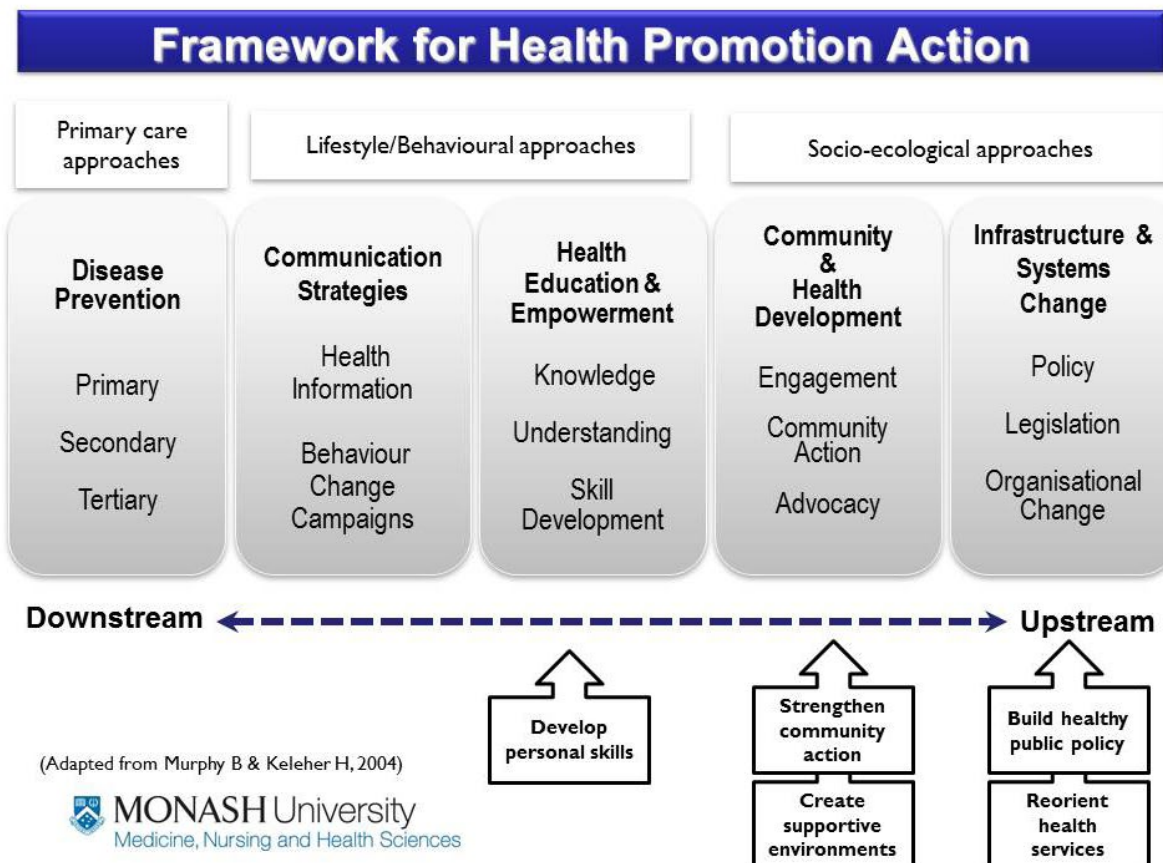 Framework for Health Promotion Action
Primary care
approaches
Lifestyle/Behavioural approaches
Socio-ecological approaches
Disease
Prevention
Primary
Secondary
Tertiary
Communication
Strategies
Health
Information
Behaviour
Change
Campaigns
Health
Education &
Empowerment
Knowledge
Understanding
Skill
Development
Community
&
Health
Development
Engagement
Community
Action
Advocacy
Infrastructure &
Systems
Change
Policy
Legislation
Organisational
Change
Downstream
Upstream
Develop
personal skills
Strengthen
community
action
Create
supportive
environments
Build healthy
public policy
Reorient
health
services
(Adapted from Murphy B & Keleher H, 2004)
MONASH University
Medicine, Nursing and Health Sciences